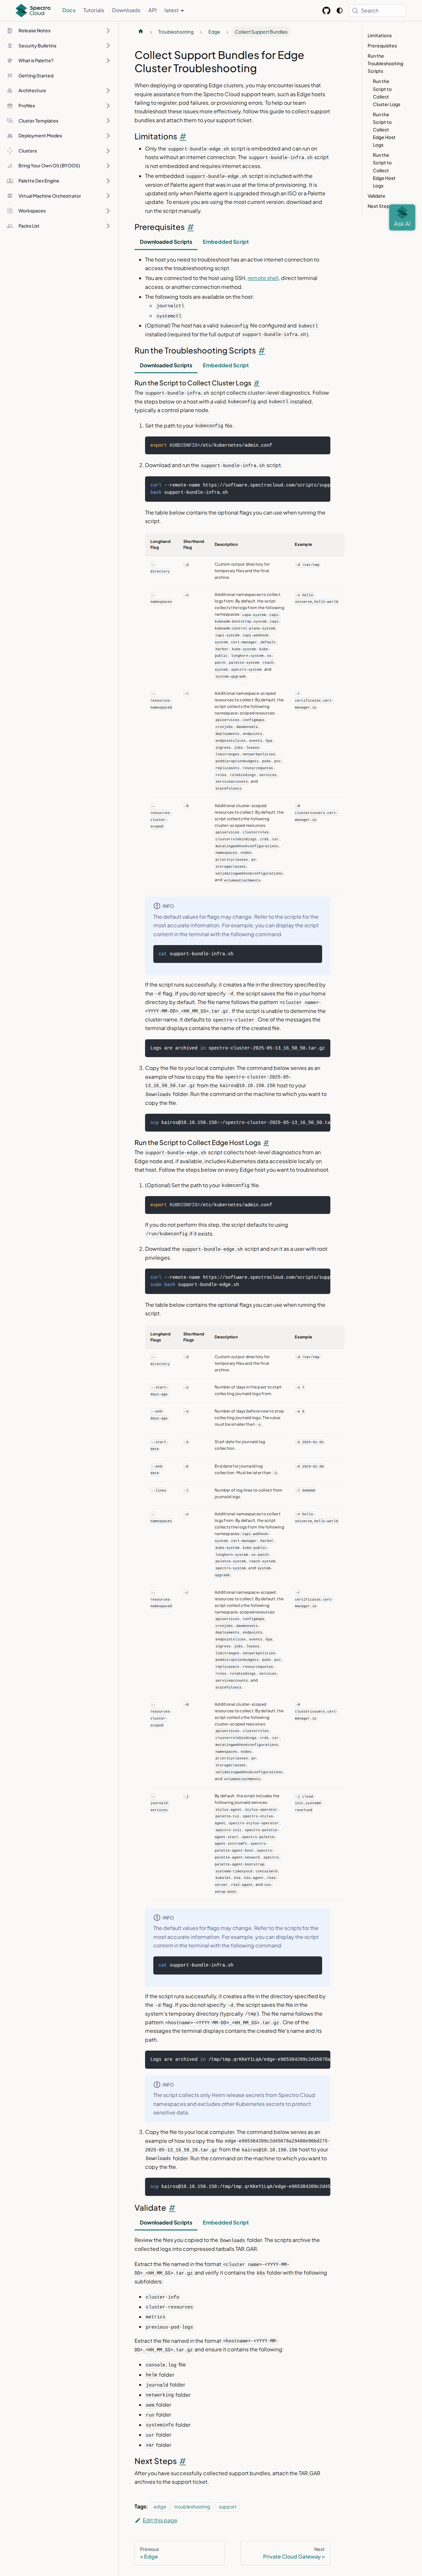 Spectro Cloud
Docs
Tutorials
Downloads
API
latest
Search
Release Notes
Security Bulletins
What is Palette?
Getting Started
Architecture
Profiles
Cluster Templates
Deployment Modes
Clusters
Bring Your Own OS (BYOOS)
Palette Dev Engine
Virtual Machine Orchestrator
Workspaces
Packs List
Troubleshooting
Edge
Collect Support Bundles
Collect Support Bundles for Edge
Cluster Troubleshooting
When deploying or operating Edge clusters, you may encounter issues that
require assistance from the Spectro Cloud support team, such as Edge hosts
failing to register, pod failures, or provisioning errors. To help our team
troubleshoot these issues more effectively, follow this guide to collect support
bundles and attach them to your support ticket.
Limitations #
Only the support-bundle-edge.sh script is embedded and can run on
hosts without internet connection. The support-bundle-infra.sh script
is not embedded and requires internet access.
The embedded support-bundle-edge.sh script is included with the
version of Palette agent that was in use at the time of installation. It is
updated only when Palette agent is upgraded through an ISO or a Palette
update. To ensure you are using the most recent version, download and
run the script manually.
Prerequisites #
Downloaded Scripts
Embedded Script
The host you need to troubleshoot has an active internet connection to
access the troubleshooting script.
You are connected to the host using SSH, remote shell, direct terminal
access, or another connection method.
The following tools are available on the host:
journalctl
systemctl
(Optional) The host has a valid kubeconfig file configured and kubectl
installed (required for the full output of support-bundle-infra.sh).
Run the Troubleshooting Scripts #
Downloaded Scripts
Embedded Script
Run the Script to Collect Cluster Logs #
The support-bundle-infra.sh script collects cluster-level diagnostics. Follow
the steps below on a host with a valid kubeconfig and kubectl installed,
typically a control plane node.
1. Set the path to your kubeconfig file.
export KUBECONFIG=/etc/kubernetes/admin.conf
2. Download and run the support-bundle-infra.sh script.
curl --remote-name https://software.spectrocloud.com/scripts/supp
bash support-bundle-infra.sh
The table below contains the optional flags you can use when running the
script.
Longhand Flag
Shorthand Flag
Description
Example
--directory
-d
Custom output directory for
temporary files and the final
archive.
-d /var/tmp
--namespaces
-n
Additional namespaces to collect
logs from. By default, the script
collects the logs from the following
namespaces: capa-system, capi-
kubeadm-bootstrap-system, capi-
kubeadm-control-plane-system,
capi-system, capi-webhook-
system, cert-manager, default,
harbor, kube-system, kube-
public, longhorn-system, os-
patch, palette-system, reach-
system, spectro-system, and
system-upgrade.
-n hello-universe,hello-world
--resources-namespaced
-r
Additional namespace-scoped
resources to collect. By default, the
script collects the following
namespace-scoped resources:
apiservices, configmaps,
cronjobs, daemonsets,
deployments, endpoints,
endpointslices, events, hpa,
ingress, jobs, leases,
limitranges, networkpolicies,
poddisruptionbudgets, pods, pvc,
replicasets, resourcequotas,
roles, rolebindings, services,
serviceaccounts, and
statefulsets.
-r certificates.cert-manager.io
--resources-cluster-scoped
-R
Additional cluster-scoped
resources to collect. By default, the
script collects the following
cluster-scoped resources:
apiservices, clusterroles,
clusterrolebindings, crds, csr,
mutatingwebhookconfigurations,
namespaces, nodes,
priorityclasses, pv,
storageclasses,
validatingwebhookconfigurations,
and volumeattachments.
-R clusterissuers.cert-manager.io
INFO
The default values for flags may change. Refer to the scripts for the
most accurate information. For example, you can display the script
content in the terminal with the following command.
cat support-bundle-infra.sh
If the script runs successfully, it creates a file in the directory specified by
the -d flag. If you do not specify -d, the script saves the file in your home
directory by default. The file name follows the pattern <cluster name>-
<YYYY-MM-DD>_<HH_MM_SS>.tar.gz. If the script is unable to determine your
cluster name, it defaults to spectro-cluster. One of the messages the
terminal displays contains the name of the created file.
Logs are archived in spectro-cluster-2025-05-13_16_50_50.tar.gz
3. Copy the file to your local computer. The command below serves as an
example of how to copy the file spectro-cluster-2025-05-
13_16_50_50.tar.gz from the kairos@10.10.150.150 host to your
Downloads folder. Run the command on the machine to which you want to
copy the file.
scp kairos@10.10.150.150:~/spectro-cluster-2025-05-13_16_50_50.ta
Run the Script to Collect Edge Host Logs #
The support-bundle-edge.sh script collects host-level diagnostics from an
Edge node and, if available, includes Kubernetes data accessible locally on
that host. Follow the steps below on every Edge host you want to troubleshoot.
1. (Optional) Set the path to your kubeconfig file.
export KUBECONFIG=/etc/kubernetes/admin.conf
If you do not perform this step, the script defaults to using
/run/kubeconfig if it exists.
2. Download the support-bundle-edge.sh script and run it as a user with root
privileges.
curl --remote-name https://software.spectrocloud.com/scripts/supp
sudo bash support-bundle-edge.sh
The table below contains the optional flags you can use when running the
script.
Longhand Flags
Shorthand Flags
Description
Example
--directory
-d
Custom output directory for
temporary files and the final
archive.
-d /var/tmp
--start-days-ago
-s
Number of days in the past to start
collecting journald logs from.
-s 7
--end-days-ago
-e
Number of days before now to stop
collecting journald logs. The value
must be smaller than -s.
-e 5
--start-date
-S
Start date for journald log
collection.
-S 2024-01-01
--end-date
-E
End date for journald log
collection. Must be later than -S.
--lines
-l
Number of log lines to collect from
journald logs.
-l 500000
--namespaces
-n
Additional namespaces to collect
logs from. By default, the script
collects logs from the following
namespaces: capi-webhook-
system, cert-manager, harbor,
kube-system, kube-public,
longhorn-system, os-patch,
palette-system, reach-system,
spectro-system, and system-
upgrade.
-n hello-universe,hello-world
--resources-namespaced
-r
Additional namespace-scoped
resources to collect. By default, the
script collects the following
namespace-scoped resources:
apiservices, configmaps,
cronjobs, daemonsets,
deployments, endpoints,
endpointslices, events, hpa,
ingress, jobs, leases,
limitranges, networkpolicies,
poddisruptionbudgets, pods, pvc,
replicasets, resourcequotas,
roles, rolebindings, services,
serviceaccounts, and
statefulsets.
-r certificates.cert-manager.io
--resources-cluster-scoped
-R
Additional cluster-scoped
resources to collect. By default, the
script collects the following
cluster-scoped resources:
apiservices, clusterroles,
clusterrolebindings, crds, csr,
mutatingwebhookconfigurations,
namespaces, nodes,
priorityclasses, pv,
storageclasses,
validatingwebhookconfigurations,
and volumeattachments.
-R clusterissuers.cert-manager.io
--journald-services
-j
By default, the script includes the
following journald services:
stylus-agent, stylus-operator,
palette-tui, spectro-stylus-
agent, spectro-stylus-operator,
spectro-init, spectro-palette-
agent-start, spectro-palette-
agent-initramfs, spectro-
palette-agent-boot, spectro-
palette-agent-network, spectro-
palette-agent-bootstrap,
systemd-timesyncd, containerd,
kubelet, k3s, k3s-agent, rke2-
server, rke2-agent, and cos-
setup-boot.
-j cloud-init,systemd-resolved
INFO
The default values for flags may change. Refer to the scripts for the
most accurate information. For example, you can display the script
content in the terminal with the following command.
cat support-bundle-infra.sh
If the script runs successfully, it creates a file in the directory specified by
the -d flag. If you do not specify -d, the script saves the file in the
system's temporary directory (typically /tmp). The file name follows the
pattern <hostname>-<YYYY-MM-DD>_<HH_MM_SS>.tar.gz. One of the
messages the terminal displays contains the created file's name and its
path.
INFO
The script collects only Helm release secrets from Spectro Cloud
namespaces and excludes other Kubernetes secrets to protect
sensitive data.
3. Copy the file to your local computer. The command below serves as an
Downloads folder. Run the command on the machine to which you want to
copy the file.
Validate #
Downloaded Scripts
Embedded Script
Review the files you copied to the Downloads folder. The scripts archive the
collected logs into compressed tarballs TAR.GAR.
Extract the file named in the format <cluster name>-<YYYY-MM-
DD>_<HH_MM_SS>.tar.gz and verify it contains the k8s folder with the following
subfolders:
cluster-info
cluster-resources
metrics
previous-pod-logs
Extract the file named in the format <hostname>-<YYYY-MM-
DD>_<HH_MM_SS>.tar.gz and ensure it contains the following:
console.log file
helm folder
journald folder
networking folder
oem folder
run folder
systeminfo folder
usr folder
var folder
Next Steps #
After you have successfully collected support bundles, attach the TAR.GAR
archives to the support ticket.
Tags:
edge
troubleshooting
support
Edit this page
Previous
« Edge
Next
Private Cloud Gateway »
Limitations
Prerequisites
Run the
Troubleshooting
Scripts
Run the
Script to
Collect
Cluster Logs
Run the
Script to
Collect
Edge Host
Logs
Run the
Script to
Collect
Edge Host
Logs
Validate
Next Steps
Ask AI